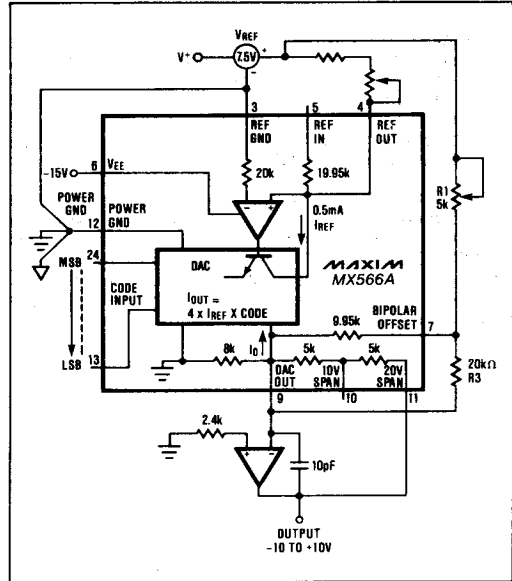 VREF
V+
7.5V
+
-
3
5
4
REF GND
REF IN
REF OUT
-15V
6
VEE
20k
19.95k
R1
5k
POWER GND
12
POWER GND
0.5mA
IREF
24
MSB
DAC
MAXIM
MX566A
CODE INPUT
IOUT =
4 x IREF x CODE
BIPOLAR OFFSET
7
9.95k
LSB
13
8k
IO
5k
5k
DAC OUT
10V SPAN
20V SPAN
20kΩ
R3
9
10
11
2.4k
10pF
OUTPUT
-10 TO +10V